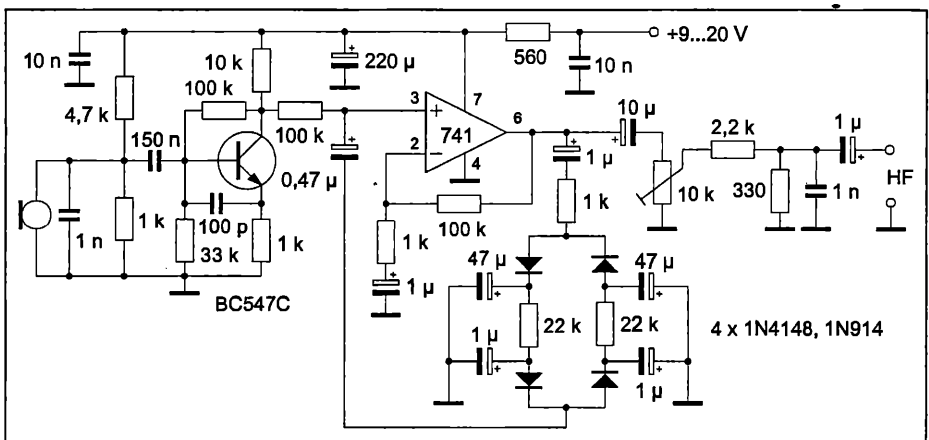 +9...20 V
10 n
10 k
220 µ
560
10 n
4,7 k
100 k
100 k
3
+
7
741
6
2
−
4
10 µ
2,2 k
1 µ
150 n
0,47 µ
1 µ
10 k
330
1 n
HF
1 n
1 k
100 p
33 k
1 k
1 k
100 k
1 k
BC547C
1 µ
47 µ
47 µ
22 k
22 k
4 x 1N4148, 1N914
1 µ
1 µ